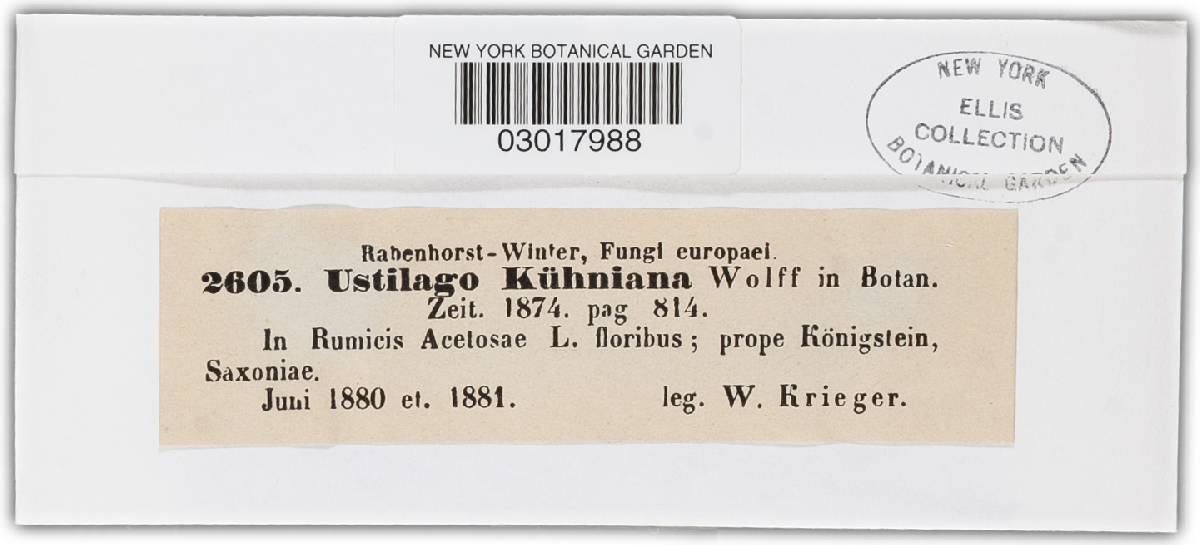 NEW YORK BOTANICAL GARDEN
03017988
NEW YORK
ELLIS
COLLECTION
BOTANICAL GARDEN
Rabenhorst-Winter, Fungi europaei.
2605. Ustilago Kühniana Wolff in Botan.
Zeit. 1874. pag 814.
In Rumicis Acetosae L. floribus; prope Königstein,
Saxoniae.
Juni 1880 et. 1881. leg. W. Krieger.